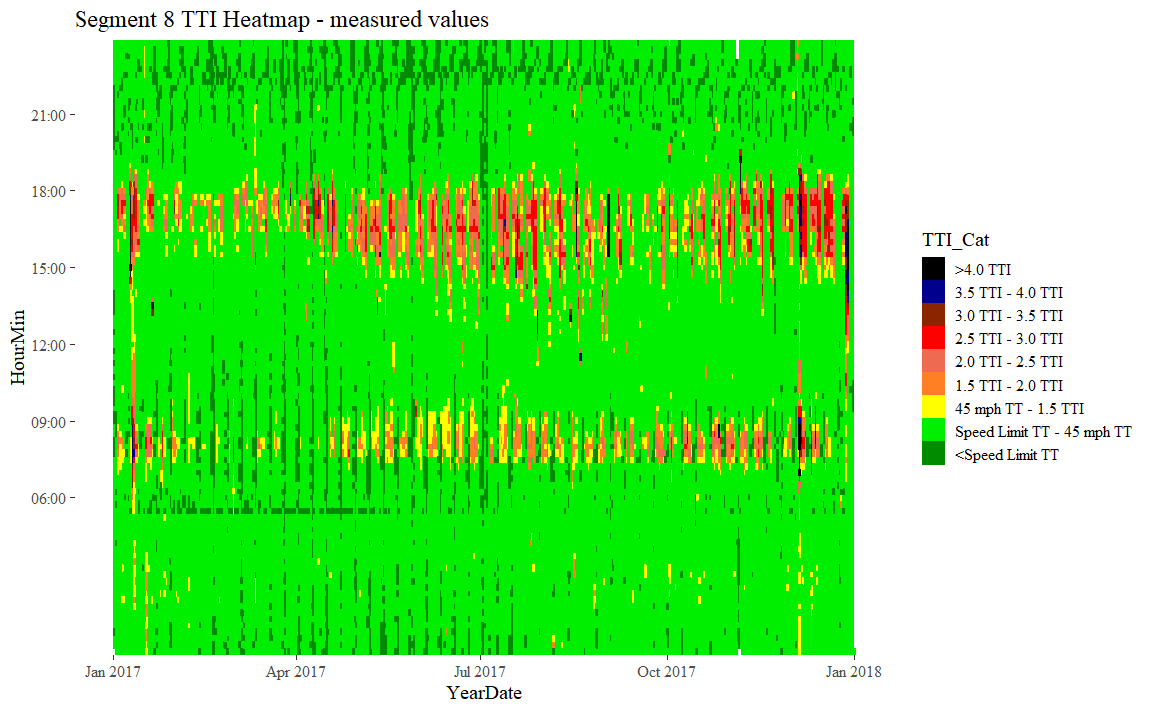 Segment 8 TTI Heatmap - measured values
HourMin
21:00
18:00
15:00
12:00
09:00
06:00
Jan 2017
Apr 2017
Jul 2017
Oct 2017
Jan 2018
YearDate
TTI_Cat
>4.0 TTI
3.5 TTI - 4.0 TTI
3.0 TTI - 3.5 TTI
2.5 TTI - 3.0 TTI
2.0 TTI - 2.5 TTI
1.5 TTI - 2.0 TTI
45 mph TT - 1.5 TTI
Speed Limit TT - 45 mph TT
<Speed Limit TT